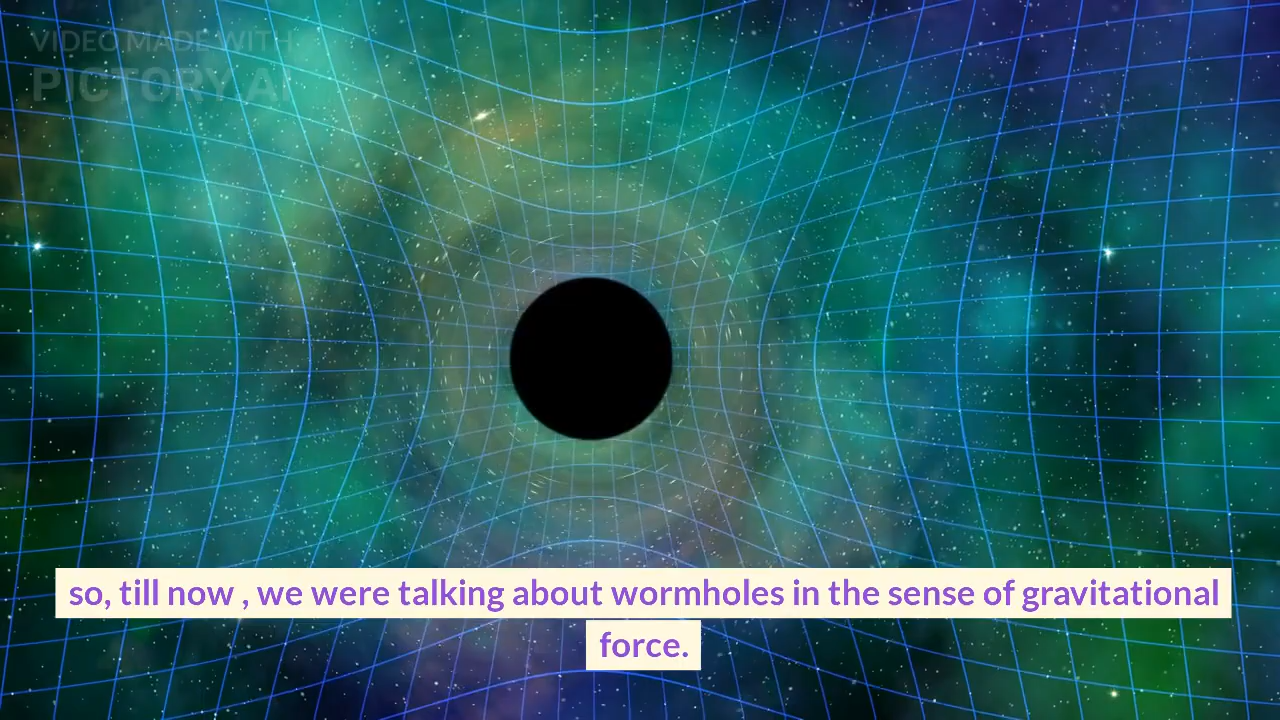 VIDEO MADE WITH
PICTORY AI
so, till now , we were talking about wormholes in the sense of gravitational
force.